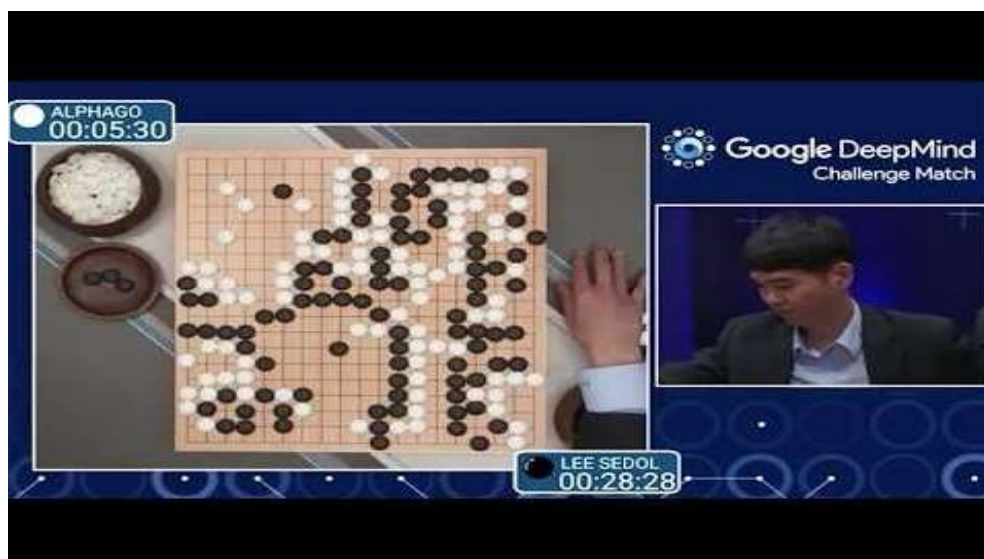 ALPHAGO
00:05:30
Google DeepMind
Challenge Match
LEE SEDOL
00:28:28